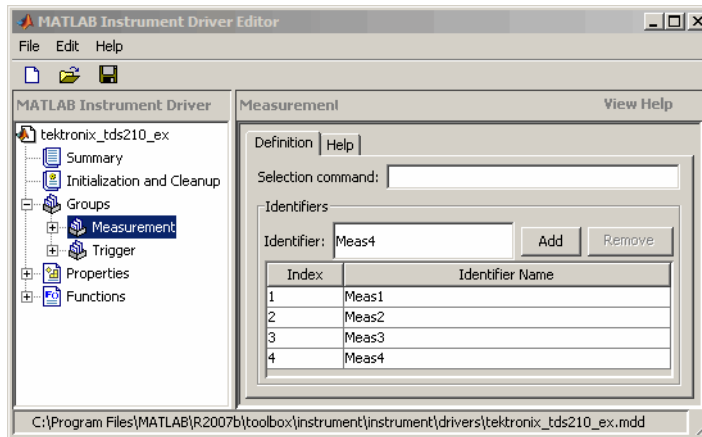 MATLAB Instrument Driver Editor
File Edit Help
MATLAB Instrument Driver
tektronix_tds210_ex
Summary
Initialization and Cleanup
Groups
Measurement
Trigger
Properties
Functions
Measurement View Help
Definition Help
Selection command:
Identifiers
Identifier: Meas4 Add Remove
Index Identifier Name
1 Meas1
2 Meas2
3 Meas3
4 Meas4
C:\Program Files\MATLAB\R2007b\toolbox\instrument\instrument\drivers\tektronix_tds210_ex.mdd